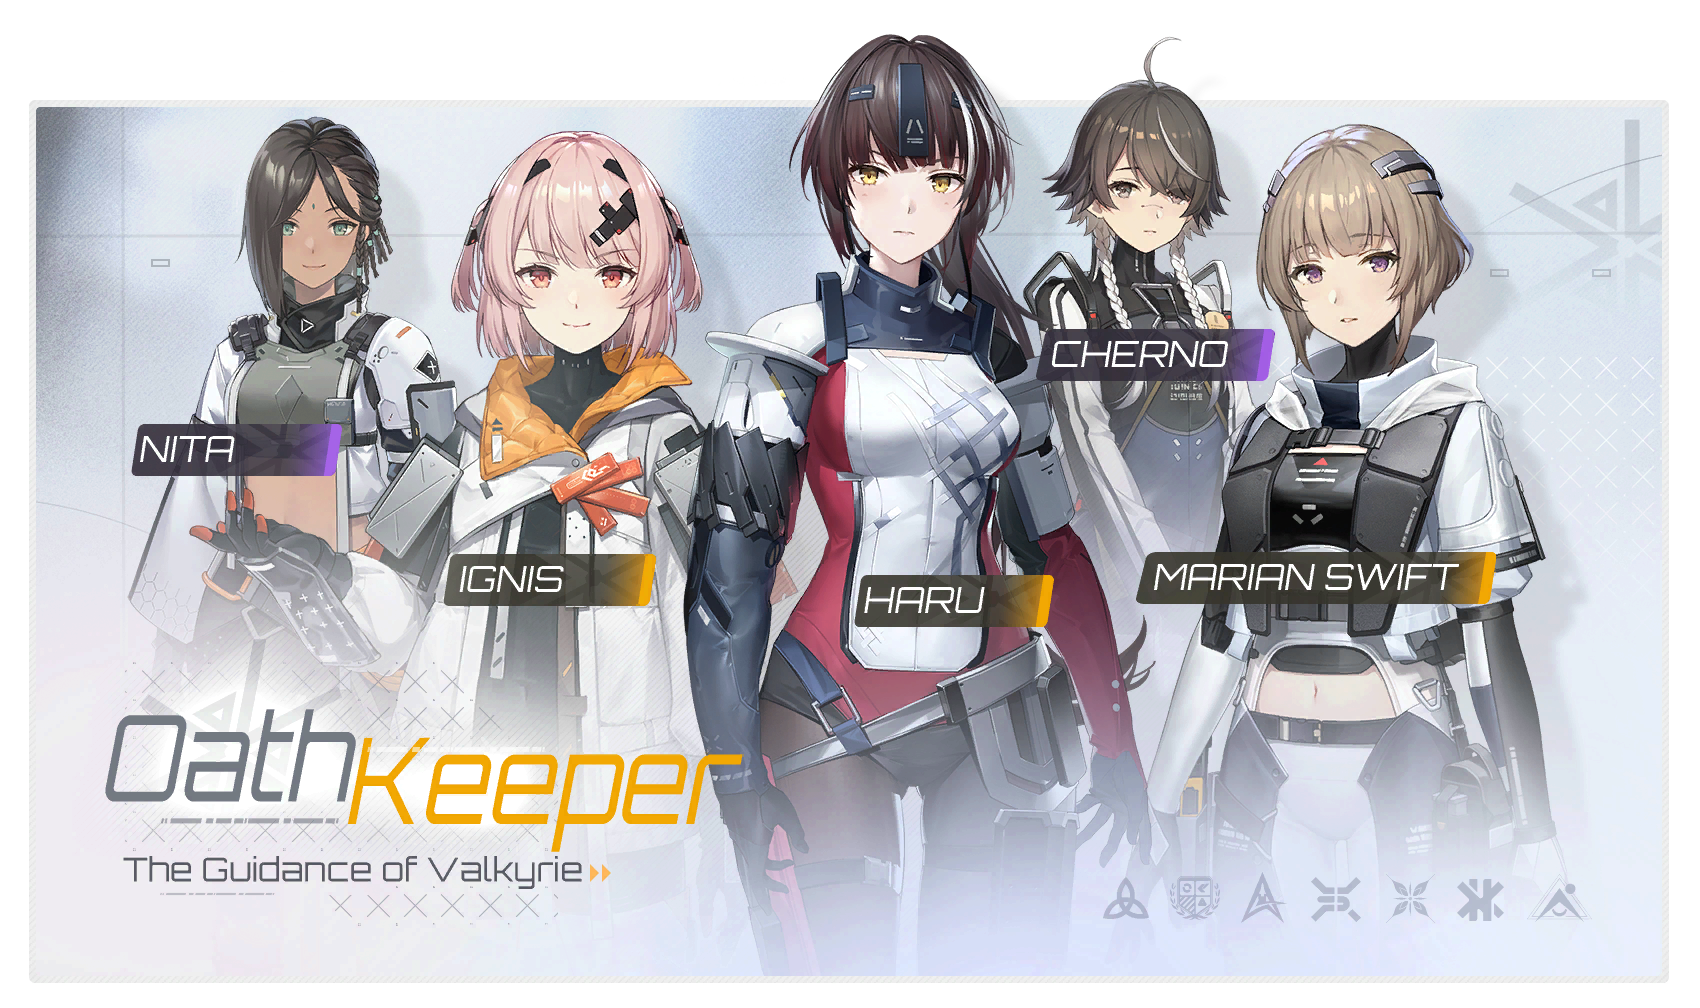 NITA
IGNIS
HARU
CHERNO
MARIAN SWIFT
OathKeeper
The Guidance of Valkyrie